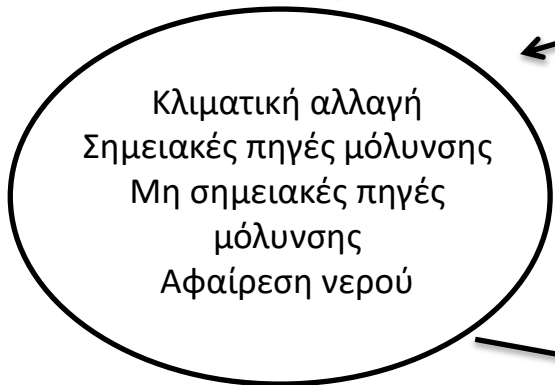 Κλιματική αλλαγή
Σημειακές πηγές μόλυνσης
Μη σημειακές πηγές
μόλυνσης
Αφαίρεση νερού